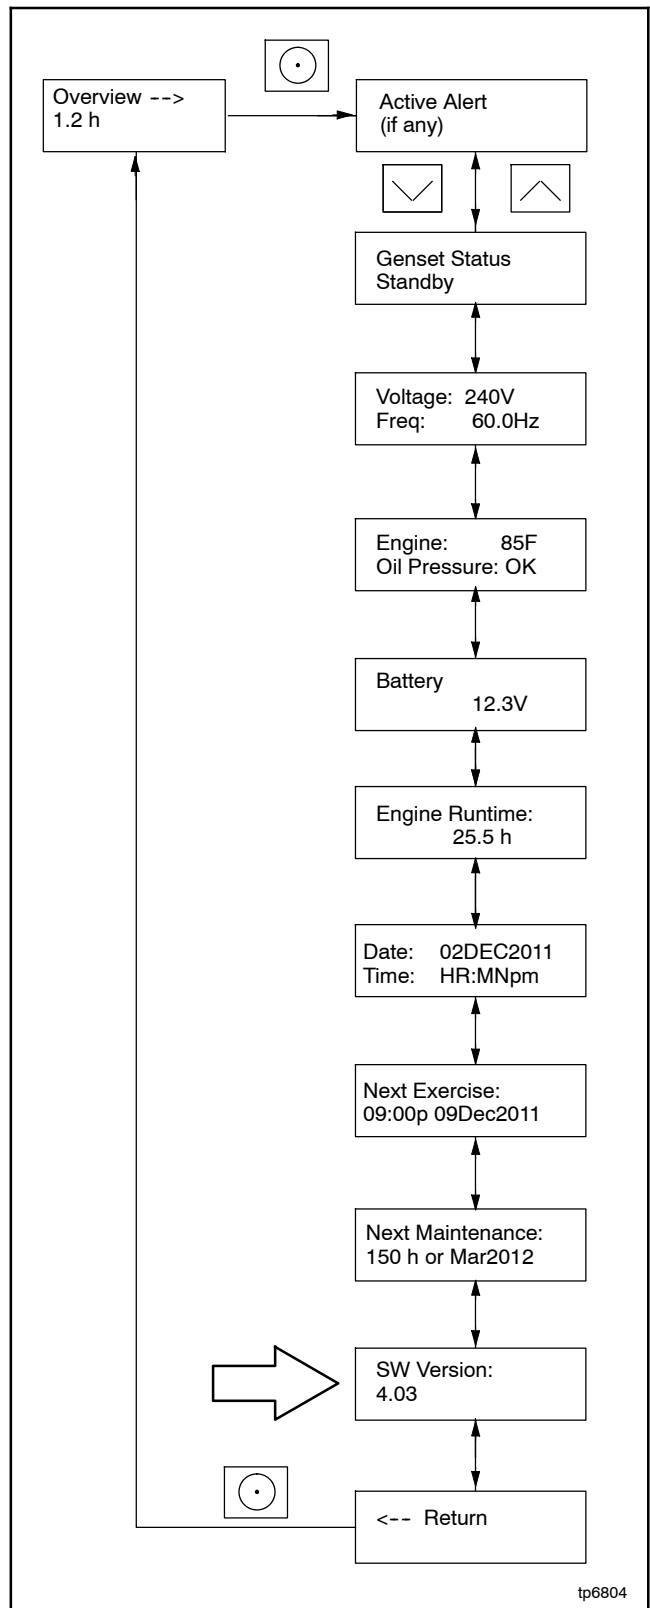 Overview -->
1.2 h
Active Alert
(if any)
Genset Status
Standby
Voltage: 240V
Freq: 60.0Hz
Engine: 85F
Oil Pressure: OK
Battery
12.3V
Engine Runtime:
25.5 h
Date: 02DEC2011
Time: HR:MNpm
Next Exercise:
09:00p 09Dec2011
Next Maintenance:
150 h or Mar2012
SW Version:
4.03
<-- Return
tp6804